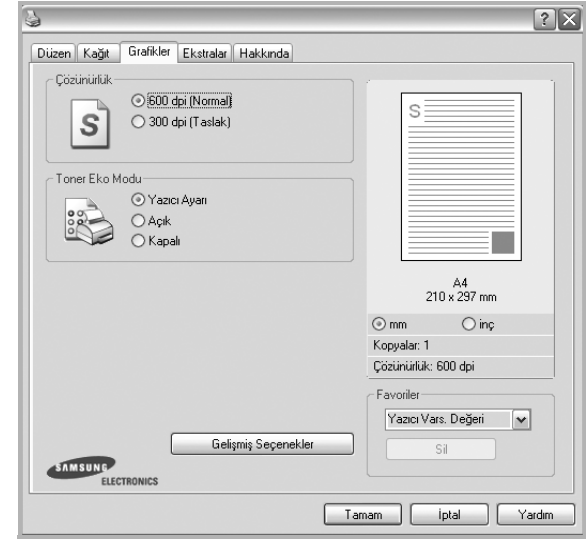 Düzen Kağıt Grafikler Ekstralar Hakkında
Çözünürlük
600 dpi (Normal)
300 dpi (Taslak)
S
Toner Eko Modu
Yazıcı Ayarı
Açık
Kapalı
Gelişmiş Seçenekler
SAMSUNG
ELECTRONICS
S
A4
210 x 297 mm
mm inç
Kopyalar: 1
Çözünürlük: 600 dpi
Favoriler
Yazıcı Vars. Değeri
Sil
Tamam İptal Yardım